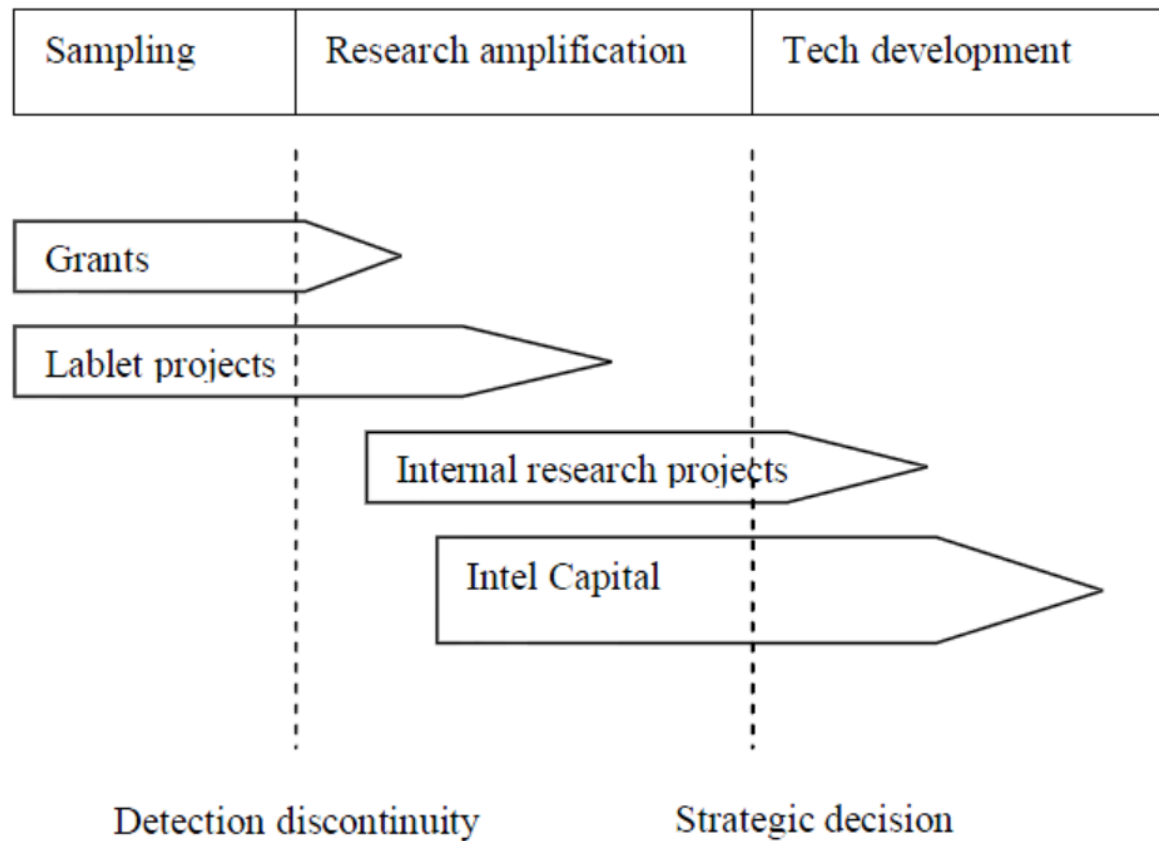 Sampling
Research amplification
Tech development
Grants
Lablet projects
Internal research projects
Intel Capital
Detection discontinuity
Strategic decision